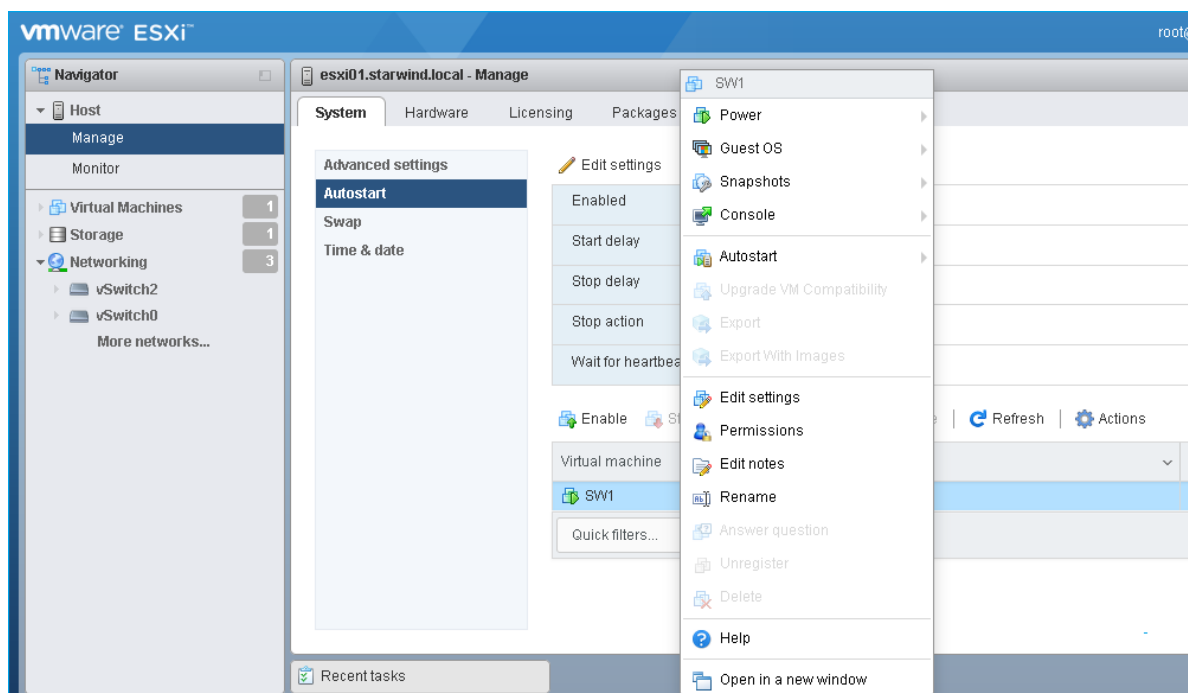 vmware ESXi™
root@
Navigator
Host
Manage
Monitor
Virtual Machines 1
Storage 1
Networking 3
vSwitch2
vSwitch0
More networks...
esxi01.starwind.local - Manage
System Hardware Licensing Packages
Advanced settings
Autostart
Swap
Time & date
Edit settings
Enabled
Start delay
Stop delay
Stop action
Wait for heartbea
Enable Refresh Actions
Virtual machine
SW1
Quick filters...
SW1
Power
Guest OS
Snapshots
Console
Autostart
Upgrade VM Compatibility
Export
Export With Images
Edit settings
Permissions
Edit notes
Rename
Answer question
Unregister
Delete
Help
Open in a new window
Recent tasks